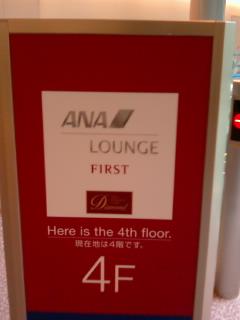 ANA
LOUNGE
FIRST
Diamond
Here is the 4th floor.
現在地は4階です。
4F